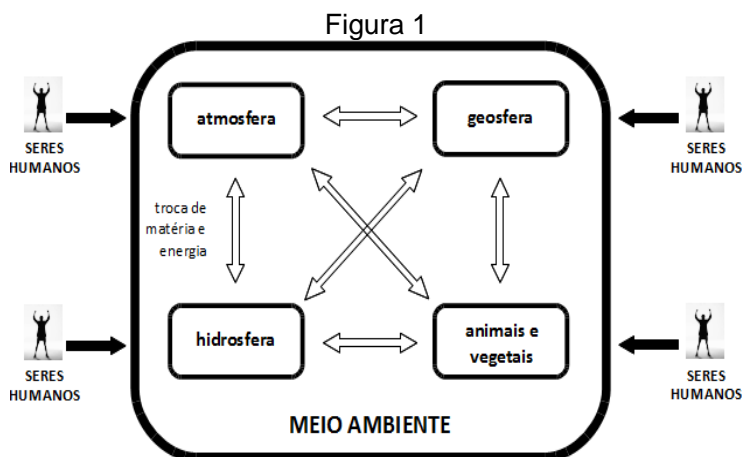 Figura 1
atmosfera
geosfera
SERES
HUMANOS
SERES
HUMANOS
troca de
matéria e
energia
hidrosfera
animais e
vegetais
SERES
HUMANOS
SERES
HUMANOS
MEIO AMBIENTE